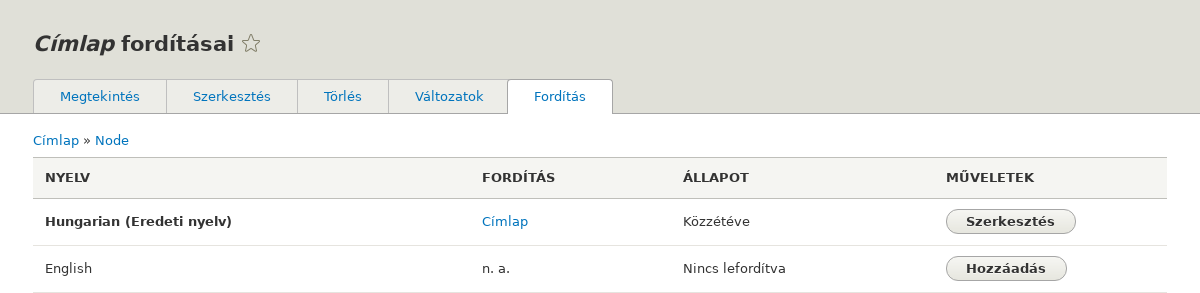 Címlap fordításai
Megtekintés Szerkesztés Törlés Változatok Fordítás
Címlap » Node
NYELV FORDÍTÁS ÁLLAPOT MŰVELETEK
Hungarian (Eredeti nyelv) Címlap Közzétéve Szerkesztés
English n. a. Nincs lefordítva Hozzáadás